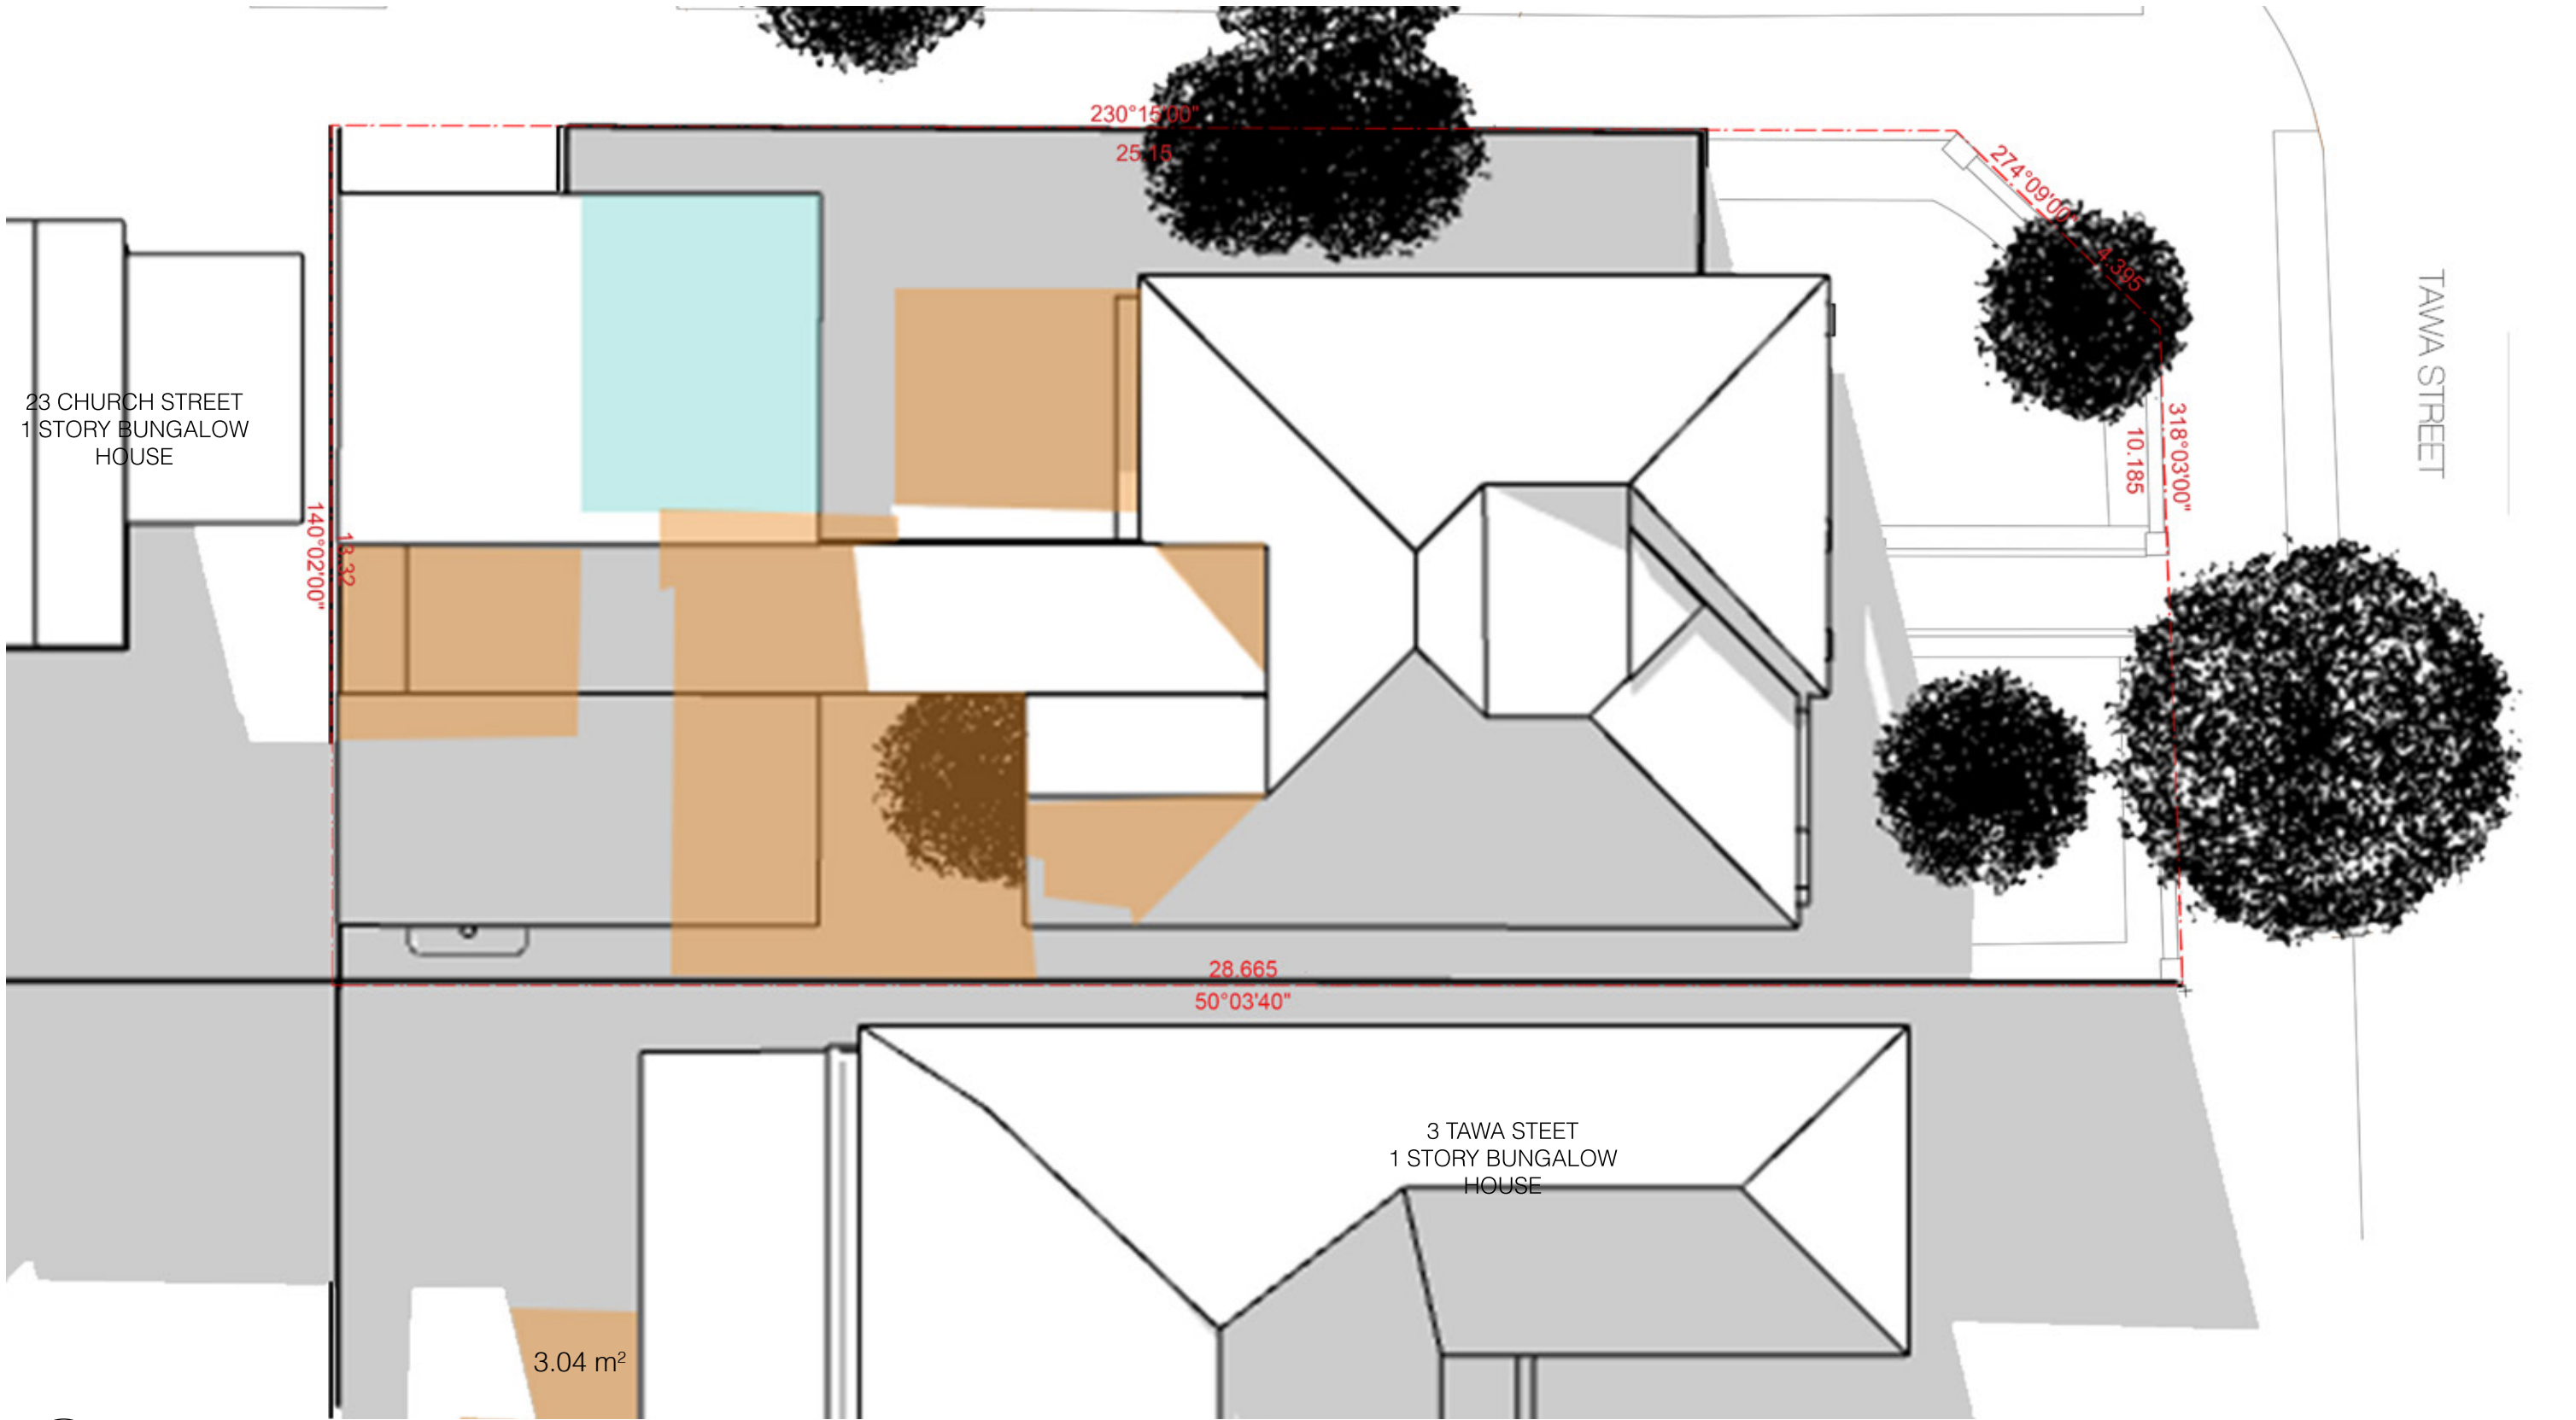 230°15'00"
25.15
274°09'00"
4.395
TAWA STREET
23 CHURCH STREET
1 STORY BUNGALOW
HOUSE
318°03'00"
10.185
140°02'00"
13.32
28.665
50°03'40"
3 TAWA STEET
1 STORY BUNGALOW
HOUSE
3.04 m²